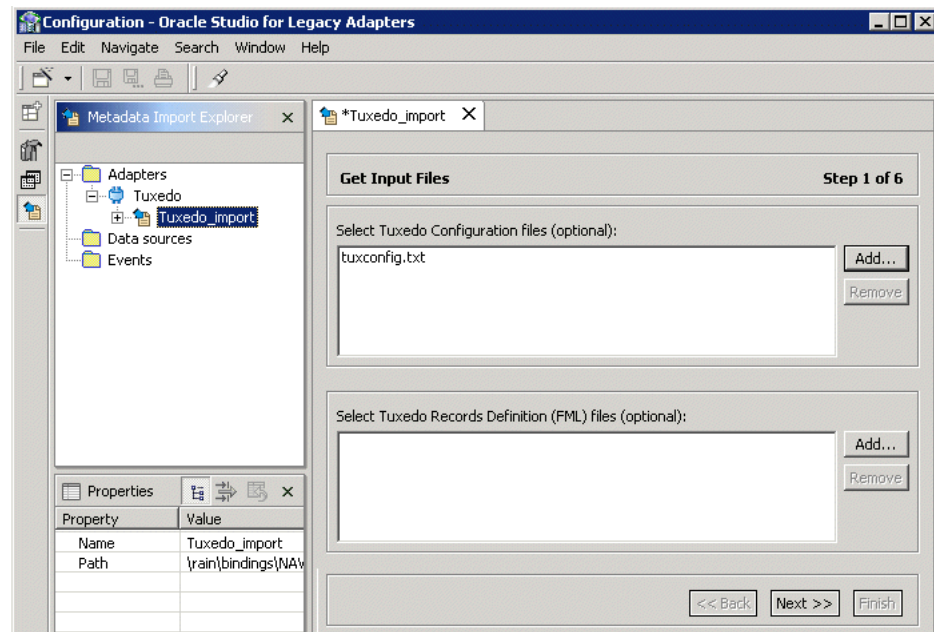 Configuration - Oracle Studio for Legacy Adapters
File Edit Navigate Search Window Help
Metadata Import Explorer
*Tuxedo_import
Adapters
Tuxedo
Tuxedo_import
Data sources
Events
Get Input Files Step 1 of 6
Select Tuxedo Configuration files (optional):
tuxconfig.txt
Add...
Remove
Select Tuxedo Records Definition (FML) files (optional):
Add...
Remove
Properties
Property Value
Name Tuxedo_import
Path \rain\bindings\NAV
<< Back Next >> Finish